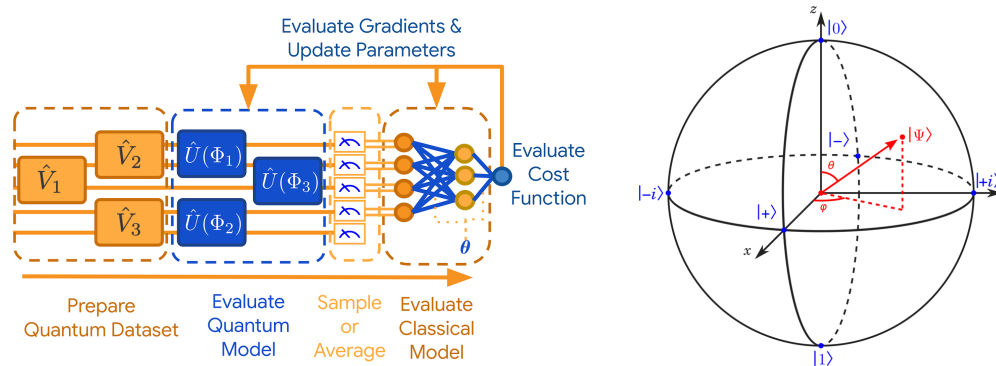 Evaluate Gradients &
Update Parameters
V̂₁
V̂₂
V̂₃
Û(Φ₁)
Û(Φ₂)
Û(Φ₃)
Evaluate
Cost
Function
θ
Prepare
Quantum Dataset
Evaluate
Quantum
Model
Sample
or
Average
Evaluate
Classical
Model
z
|0⟩
|−⟩
|Ψ⟩
θ
|−i⟩
|+i⟩
|+⟩
φ
x
|1⟩